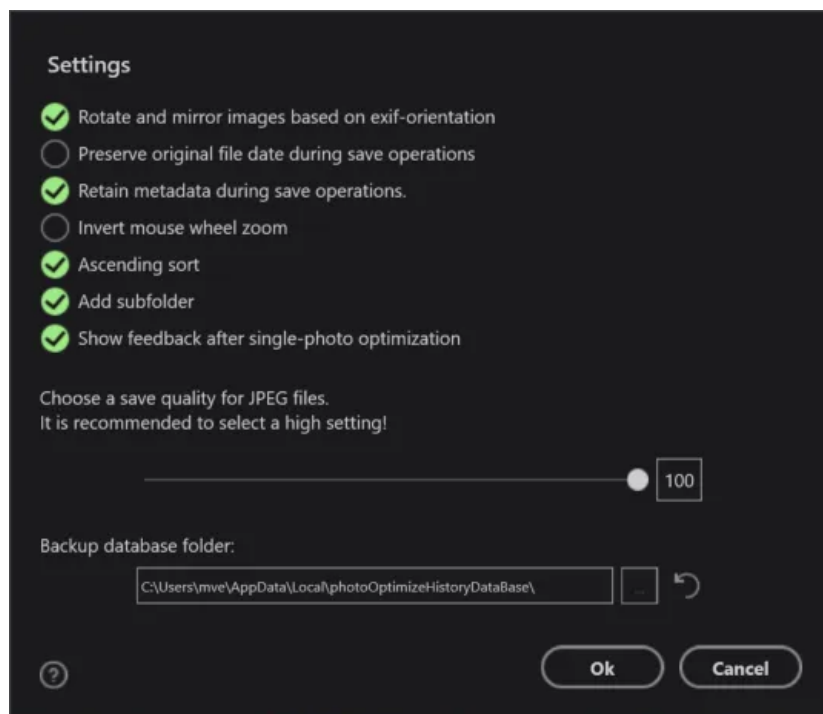 Settings
Rotate and mirror images based on exif-orientation
Preserve original file date during save operations
Retain metadata during save operations.
Invert mouse wheel zoom
Ascending sort
Add subfolder
Show feedback after single-photo optimization
Choose a save quality for JPEG files.
It is recommended to select a high setting!
100
Backup database folder:
C:\Users\mve\AppData\Local\photoOptimizeHistoryDataBase\
...
?
Ok
Cancel